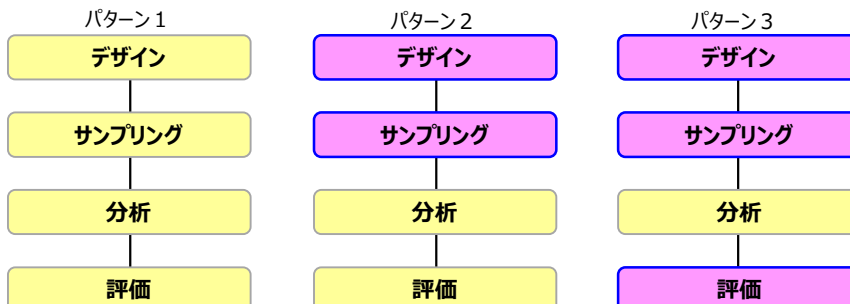 パターン１
パターン２
パターン３
デザイン
デザイン
デザイン
サンプリング
サンプリング
サンプリング
分析
分析
分析
評価
評価
評価